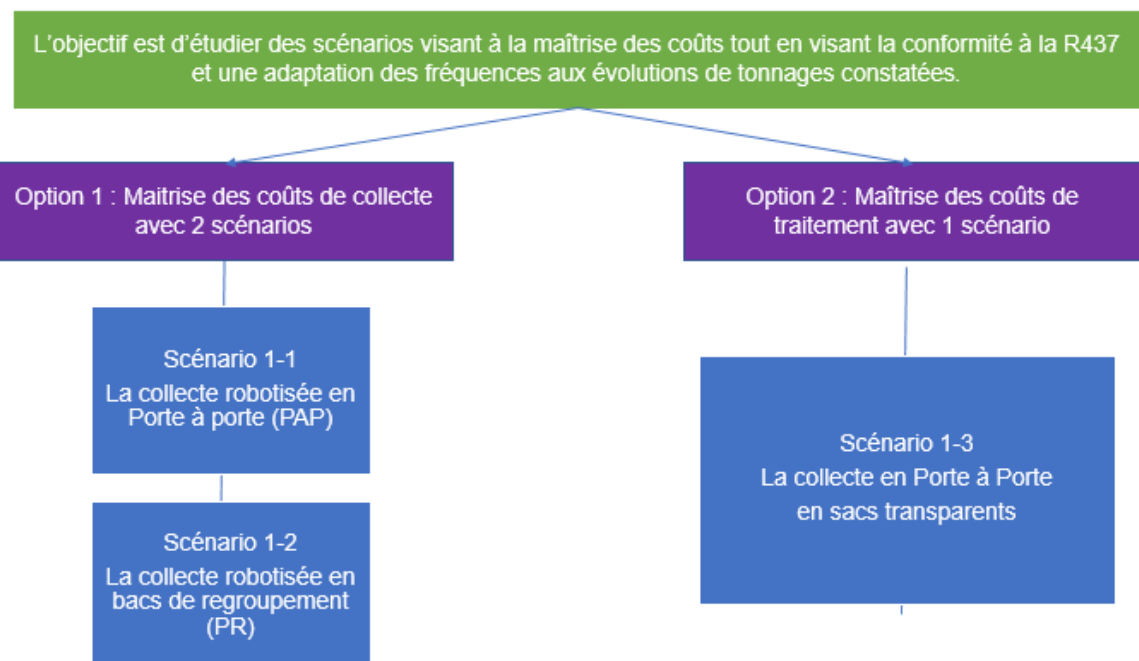 L'objectif est d'étudier des scénarios visant à la maîtrise des coûts tout en visant la conformité à la R437
et une adaptation des fréquences aux évolutions de tonnages constatées.
Option 1 : Maitrise des coûts de collecte
avec 2 scénarios
Option 2 : Maîtrise des coûts de
traitement avec 1 scénario
Scénario 1-1
La collecte robotisée en
Porte à porte (PAP)
Scénario 1-2
La collecte robotisée en
bacs de regroupement
(PR)
Scénario 1-3
La collecte en Porte à Porte
en sacs transparents